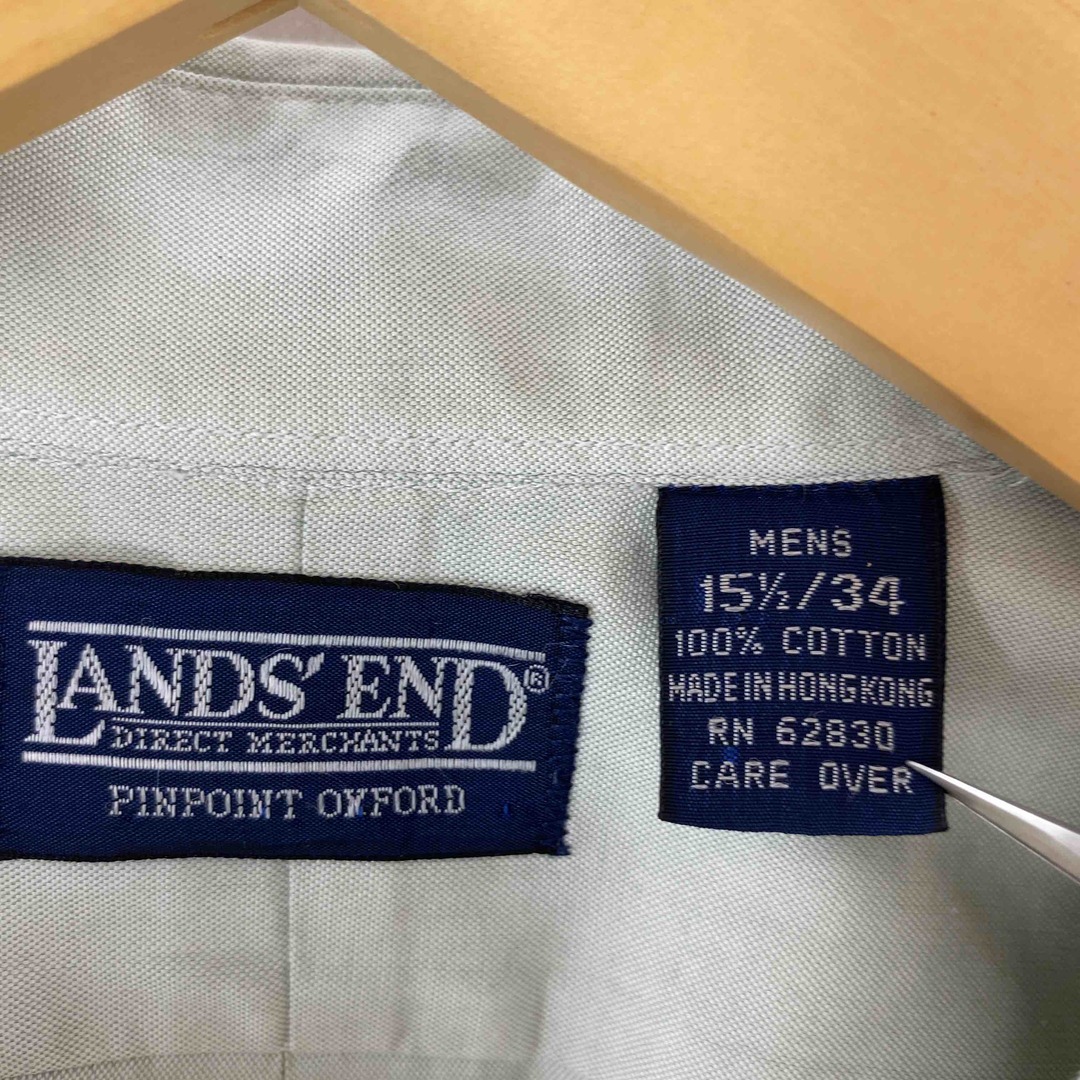 LANDS' END®
DIRECT MERCHANTS
PINPOINT OXFORD
MENS
15½/34
100% COTTON
MADE IN HONG KONG
RN 62830
CARE OVER